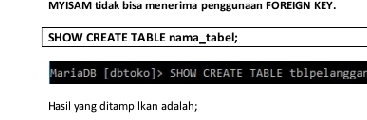 MYISAM tidak bisa menerima penggunaan FOREIGN KEY.
SHOW CREATE TABLE nama_tabel;
MariaDB [dbtoko]> SHOW CREATE TABLE tblpelanggan
Hasil yang ditamp lkan adalah;